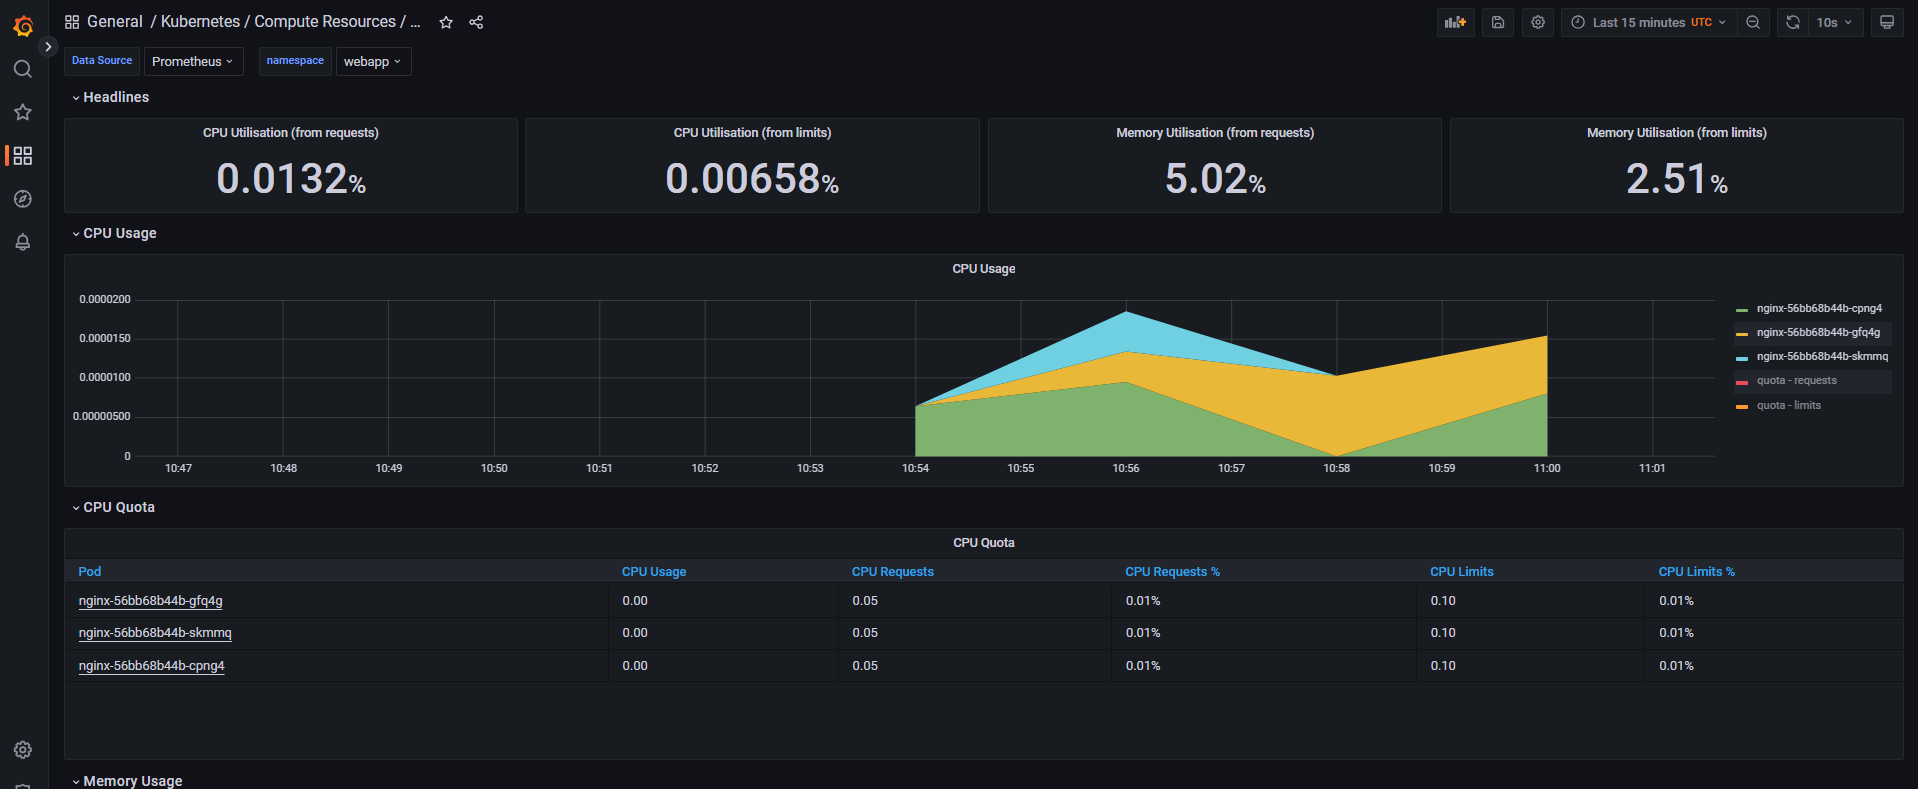 General / Kubernetes / Compute Resources / ...
Last 15 minutes UTC
10s
Data Source Prometheus namespace webapp
Headlines
CPU Utilisation (from requests)
0.0132%
CPU Utilisation (from limits)
0.00658%
Memory Utilisation (from requests)
5.02%
Memory Utilisation (from limits)
2.51%
CPU Usage
CPU Usage
0.0000200
0.0000150
0.0000100
0.00000500
0
10:47 10:48 10:49 10:50 10:51 10:52 10:53 10:54 10:55 10:56 10:57 10:58 10:59 11:00 11:01
nginx-56bb68b44b-cpng4
nginx-56bb68b44b-gfq4g
nginx-56bb68b44b-skmmq
quota - requests
quota - limits
CPU Quota
CPU Quota
Pod CPU Usage CPU Requests CPU Requests % CPU Limits CPU Limits %
nginx-56bb68b44b-gfq4g 0.00 0.05 0.01% 0.10 0.01%
nginx-56bb68b44b-skmmq 0.00 0.05 0.01% 0.10 0.01%
nginx-56bb68b44b-cpng4 0.00 0.05 0.01% 0.10 0.01%
Memory Usage